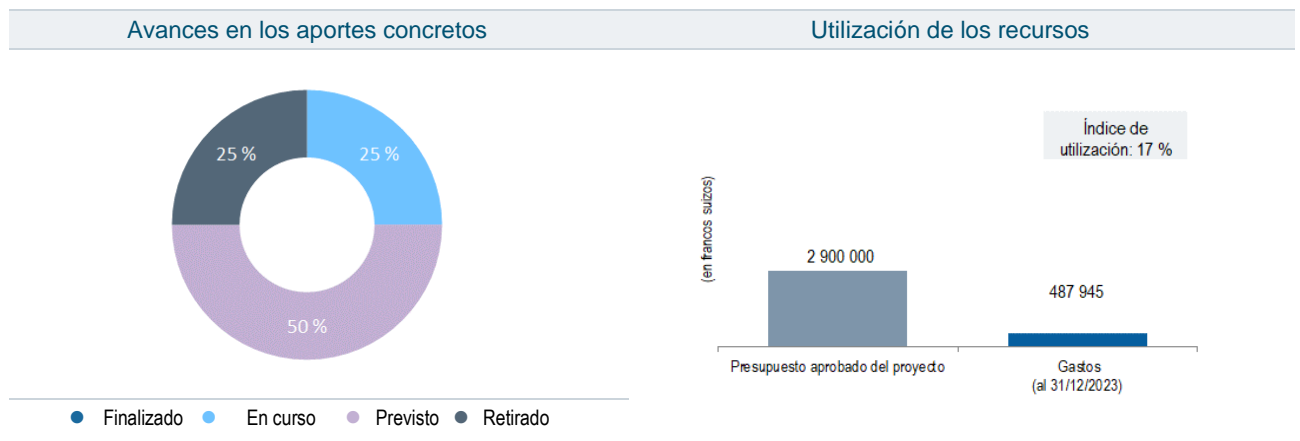 Avances en los aportes concretos
Utilización de los recursos
25 %
25 %
50 %
Finalizado
En curso
Previsto
Retirado
Índice de
utilización: 17 %
(en francos suizos)
2 900 000
487 945
Presupuesto aprobado del proyecto
Gastos
(al 31/12/2023)